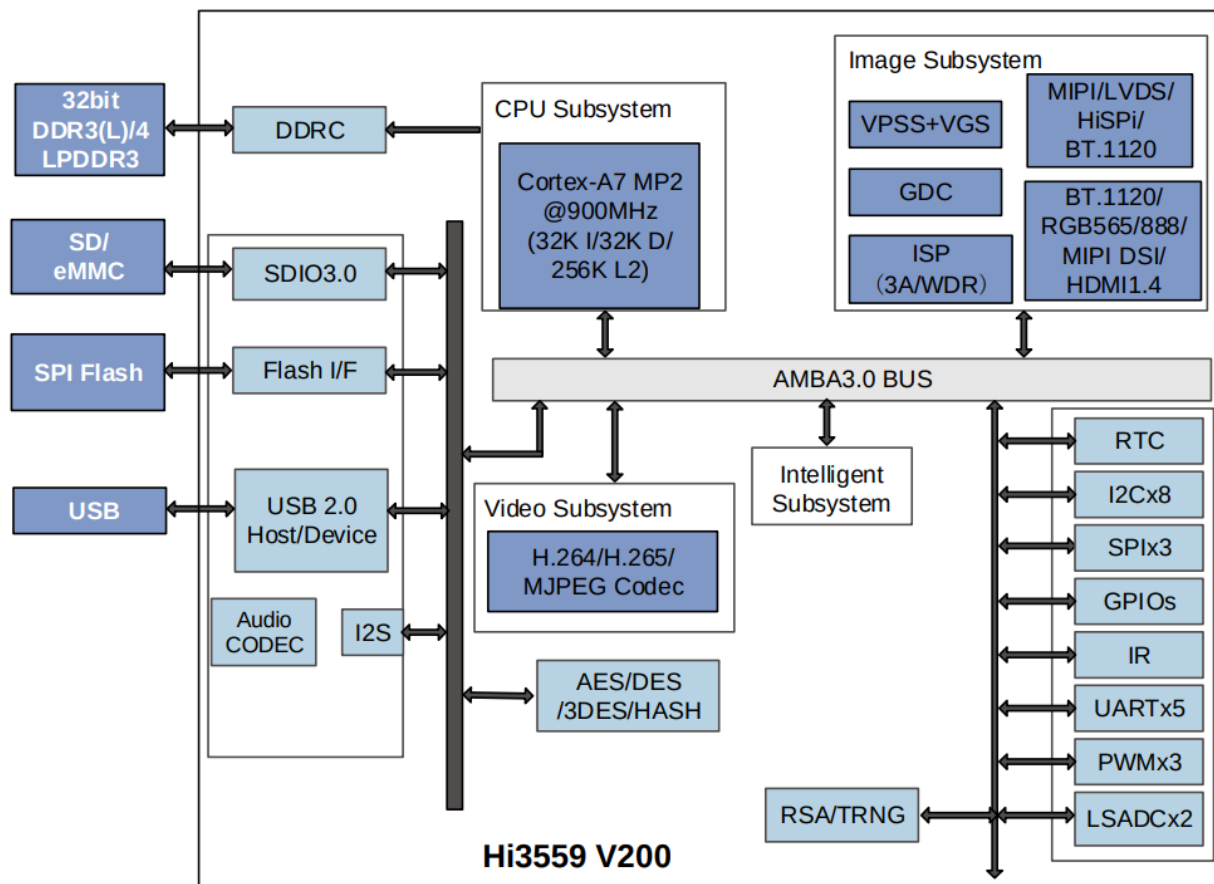 32bit
DDR3(L)/4
LPDDR3
DDRC
SD/
eMMC
SDIO3.0
SPI Flash
Flash I/F
USB
USB 2.0
Host/Device
Audio
CODEC
I2S
CPU Subsystem
Cortex-A7 MP2
@900MHz
(32K I/32K D/
256K L2)
Image Subsystem
VPSS+VGS
GDC
ISP
（3A/WDR）
MIPI/LVDS/
HiSPi/
BT.1120
BT.1120/
RGB565/888/
MIPI DSI/
HDMI1.4
AMBA3.0 BUS
Video Subsystem
H.264/H.265/
MJPEG Codec
Intelligent
Subsystem
AES/DES
/3DES/HASH
RSA/TRNG
RTC
I2Cx8
SPIx3
GPIOs
IR
UARTx5
PWMx3
LSADCx2
Hi3559 V200